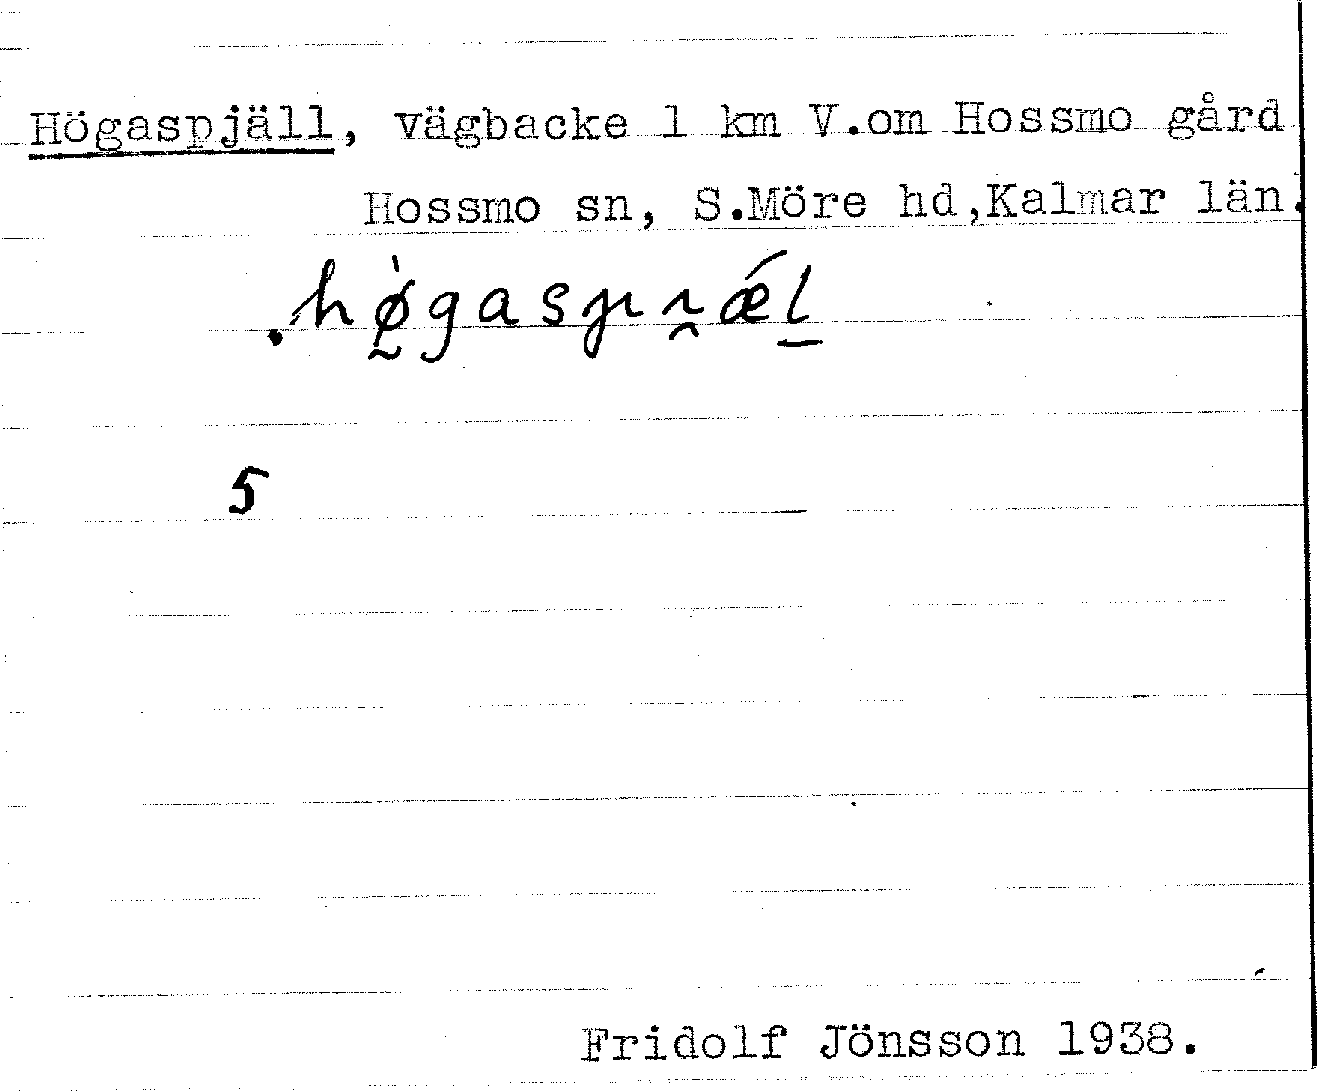 Högaspjäll, vägbacke 1 km V.om Hossmo gård
Hossmo sn, S.Möre hd,Kalmar län.
5
Fridolf Jönsson 1938.